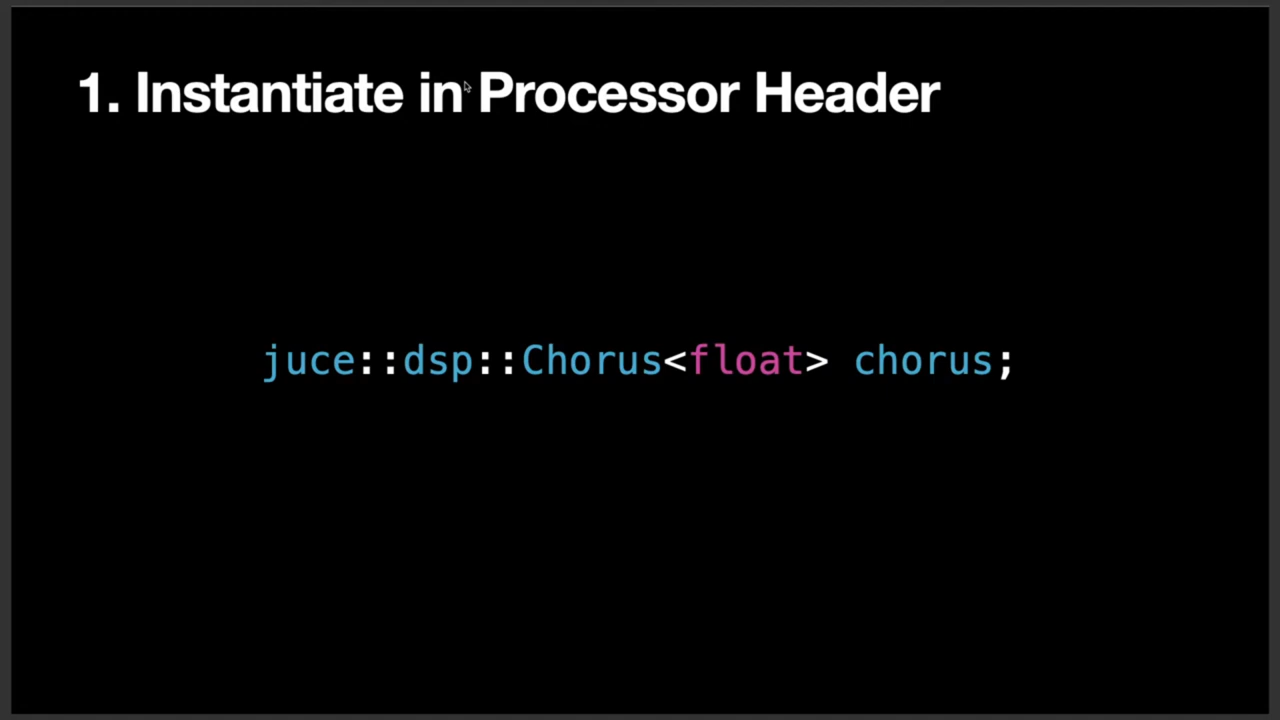 1. Instantiate in Processor Header
juce::dsp::Chorus<float> chorus;